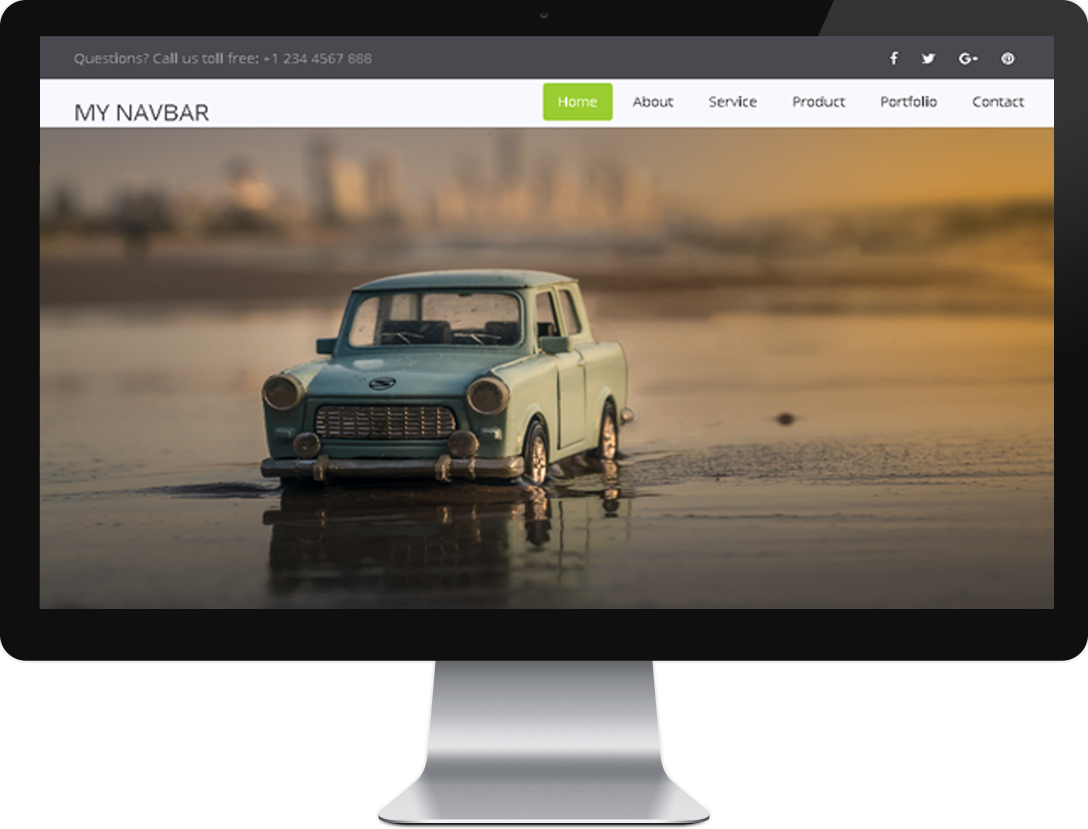 Questions? Call us toll free: +1 234 4567 888
MY NAVBAR
Home About Service Product Portfolio Contact